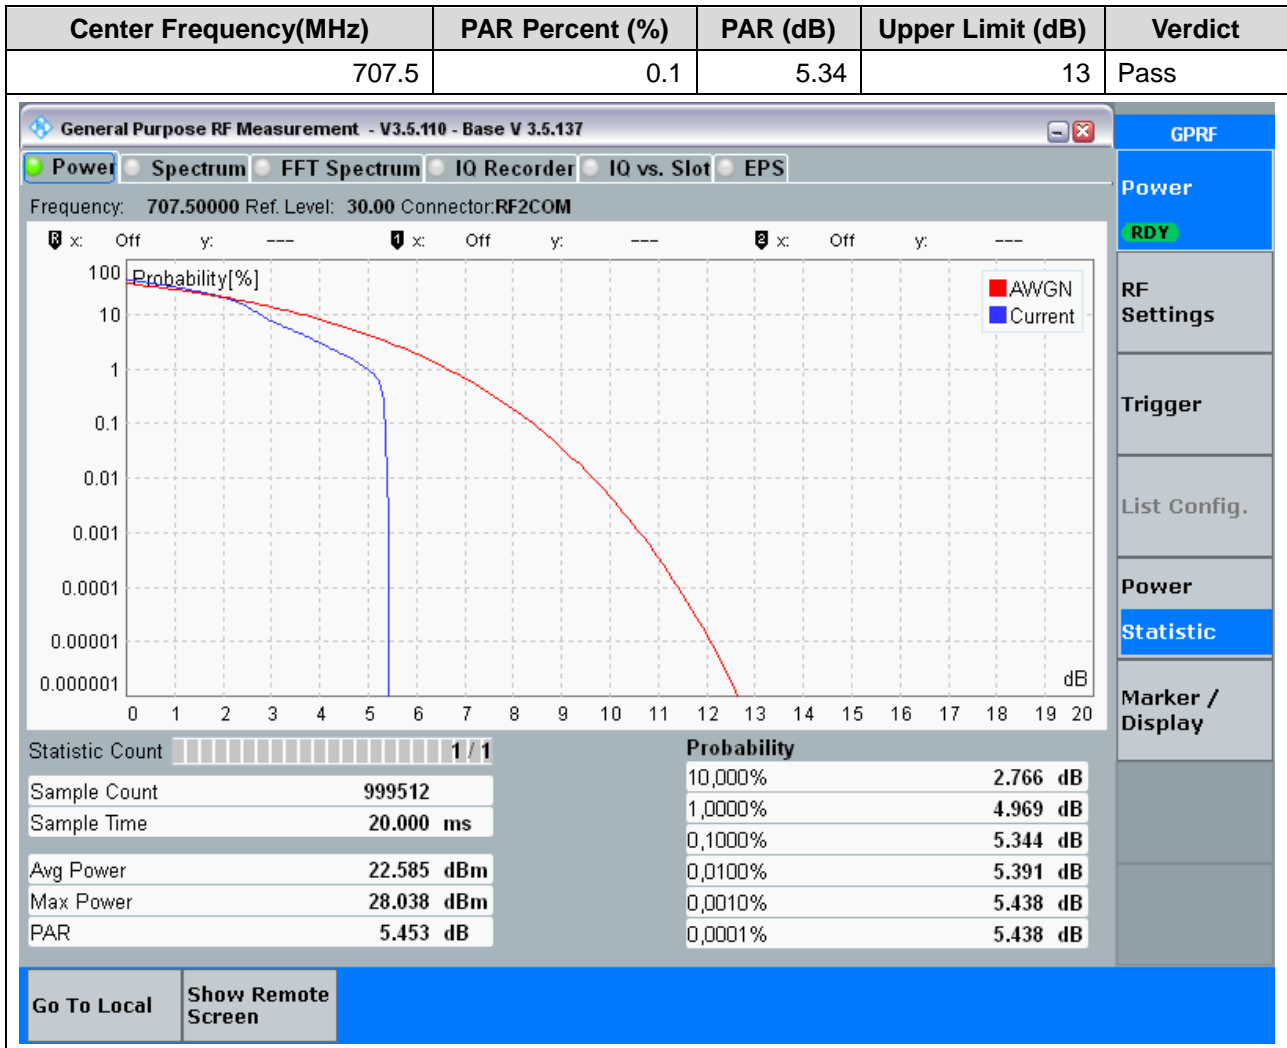 Center Frequency(MHz) PAR Percent (%) PAR (dB) Upper Limit (dB) Verdict
707.5 0.1 5.34 13 Pass
General Purpose RF Measurement - V3.5.110 - Base V 3.5.137
GPRF
Power Spectrum FFT Spectrum IQ Recorder IQ vs. Slot EPS
Frequency: 707.50000 Ref. Level: 30.00 Connector:RF2COM
R x: Off y: --- 1 x: Off y: --- 2 x: Off y: ---
Probability[%]
AWGN
Current
100
10
1
0.1
0.01
0.001
0.0001
0.00001
0.000001
dB
0 1 2 3 4 5 6 7 8 9 10 11 12 13 14 15 16 17 18 19 20
Statistic Count 1 / 1
Sample Count 999512
Sample Time 20.000 ms
Avg Power 22.585 dBm
Max Power 28.038 dBm
PAR 5.453 dB
Probability
10,000% 2.766 dB
1,0000% 4.969 dB
0,1000% 5.344 dB
0,0100% 5.391 dB
0,0010% 5.438 dB
0,0001% 5.438 dB
Power
RDY
RF
Settings
Trigger
List Config.
Power
Statistic
Marker /
Display
Go To Local
Show Remote
Screen